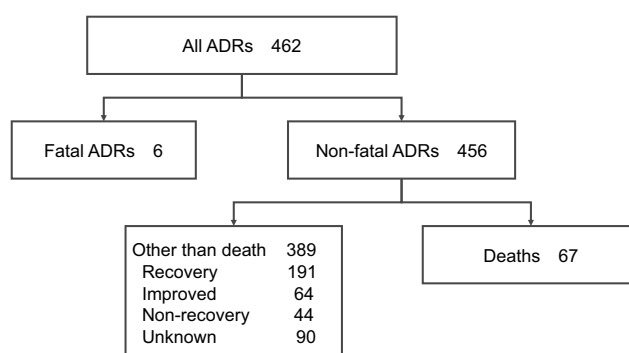 All ADRs 462
Fatal ADRs 6
Non-fatal ADRs 456
Other than death 389
Recovery 191
Improved 64
Non-recovery 44
Unknown 90
Deaths 67